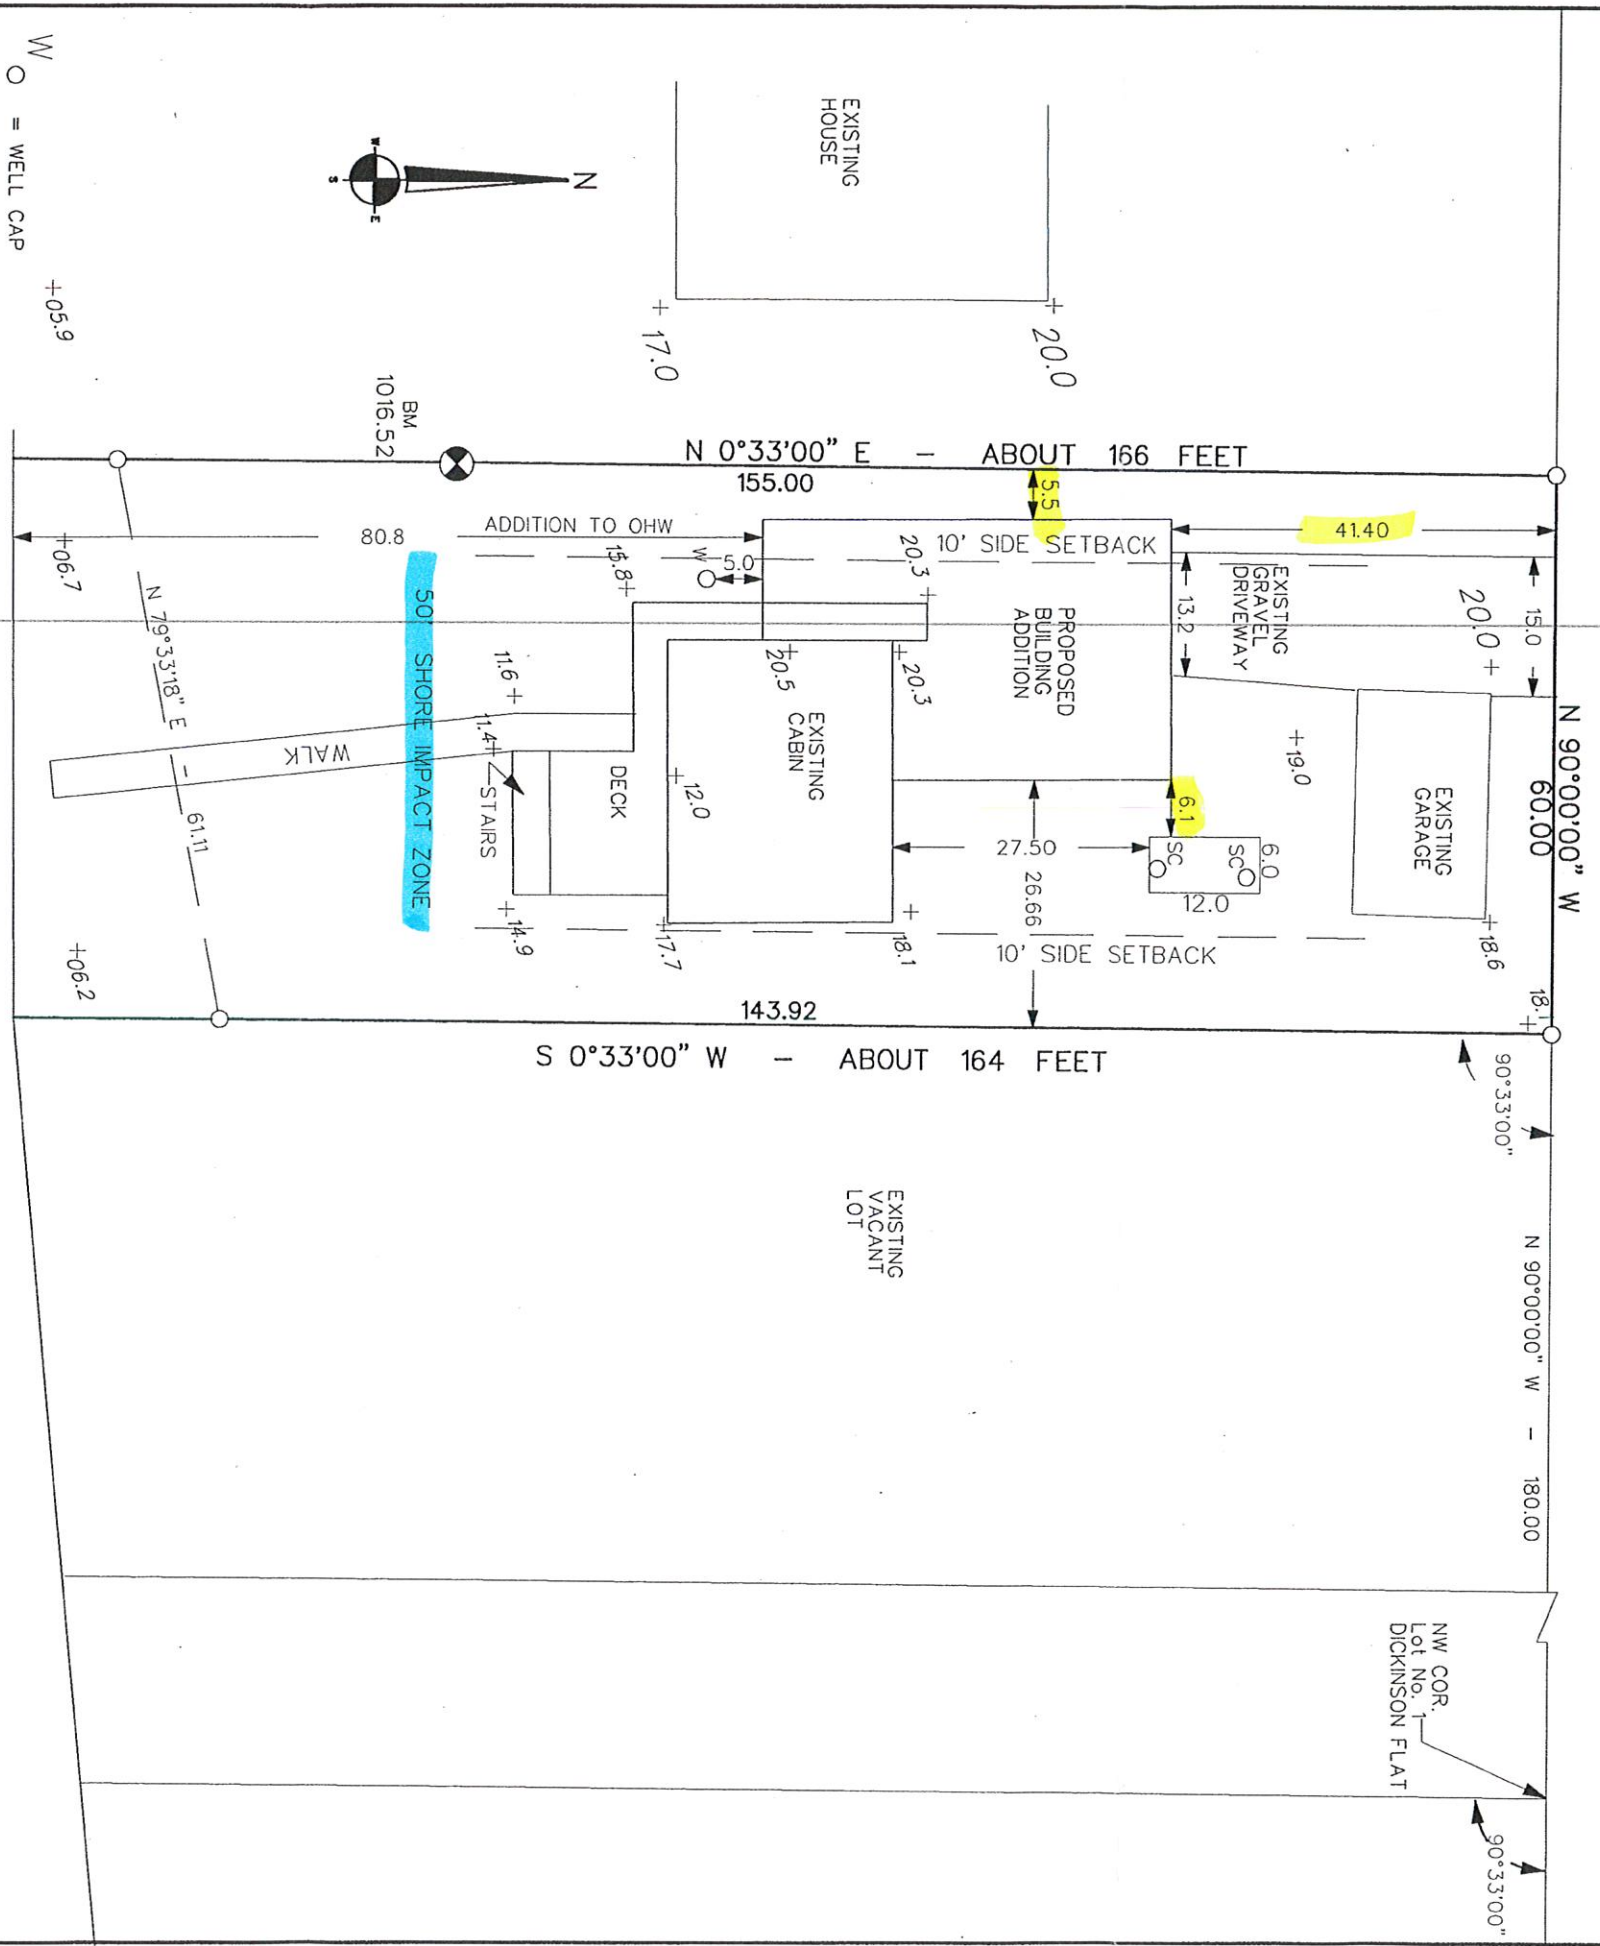 W
= WELL CAP
+05.9
EXISTING
HOUSE
N
W
E
S
+ 17.0
+ 20.0
BM
1016.52
N 0°33'00" E - ABOUT 166 FEET
155.00
5.5
41.40
80.8
ADDITION TO OHW
10' SIDE SETBACK
+06.7
15.8+
W
5.0
20.3
+
EXISTING
GRAVEL
DRIVEWAY
13.2
15.0
20.0 +
N 79°33'18" E - 61.11
50' SHORE IMPACT ZONE
11.6 +
11.4+
STAIRS
WALK
DECK
+12.0
20.5
+20.3
EXISTING
CABIN
PROPOSED
BUILDING
ADDITION
+19.0
6.1
SC
SC
6.0
12.0
27.50
26.66
EXISTING
GARAGE
N 90°00'00" W
60.00
+14.9
17.7
+
18.1
10' SIDE SETBACK
+18.6
18.1
+
+06.2
143.92
S 0°33'00" W - ABOUT 164 FEET
90°33'00"
EXISTING
VACANT
LOT
N 90°00'00" W - 180.00
NW COR.
Lot No. 1
DICKINSON FLAT
90°33'00"